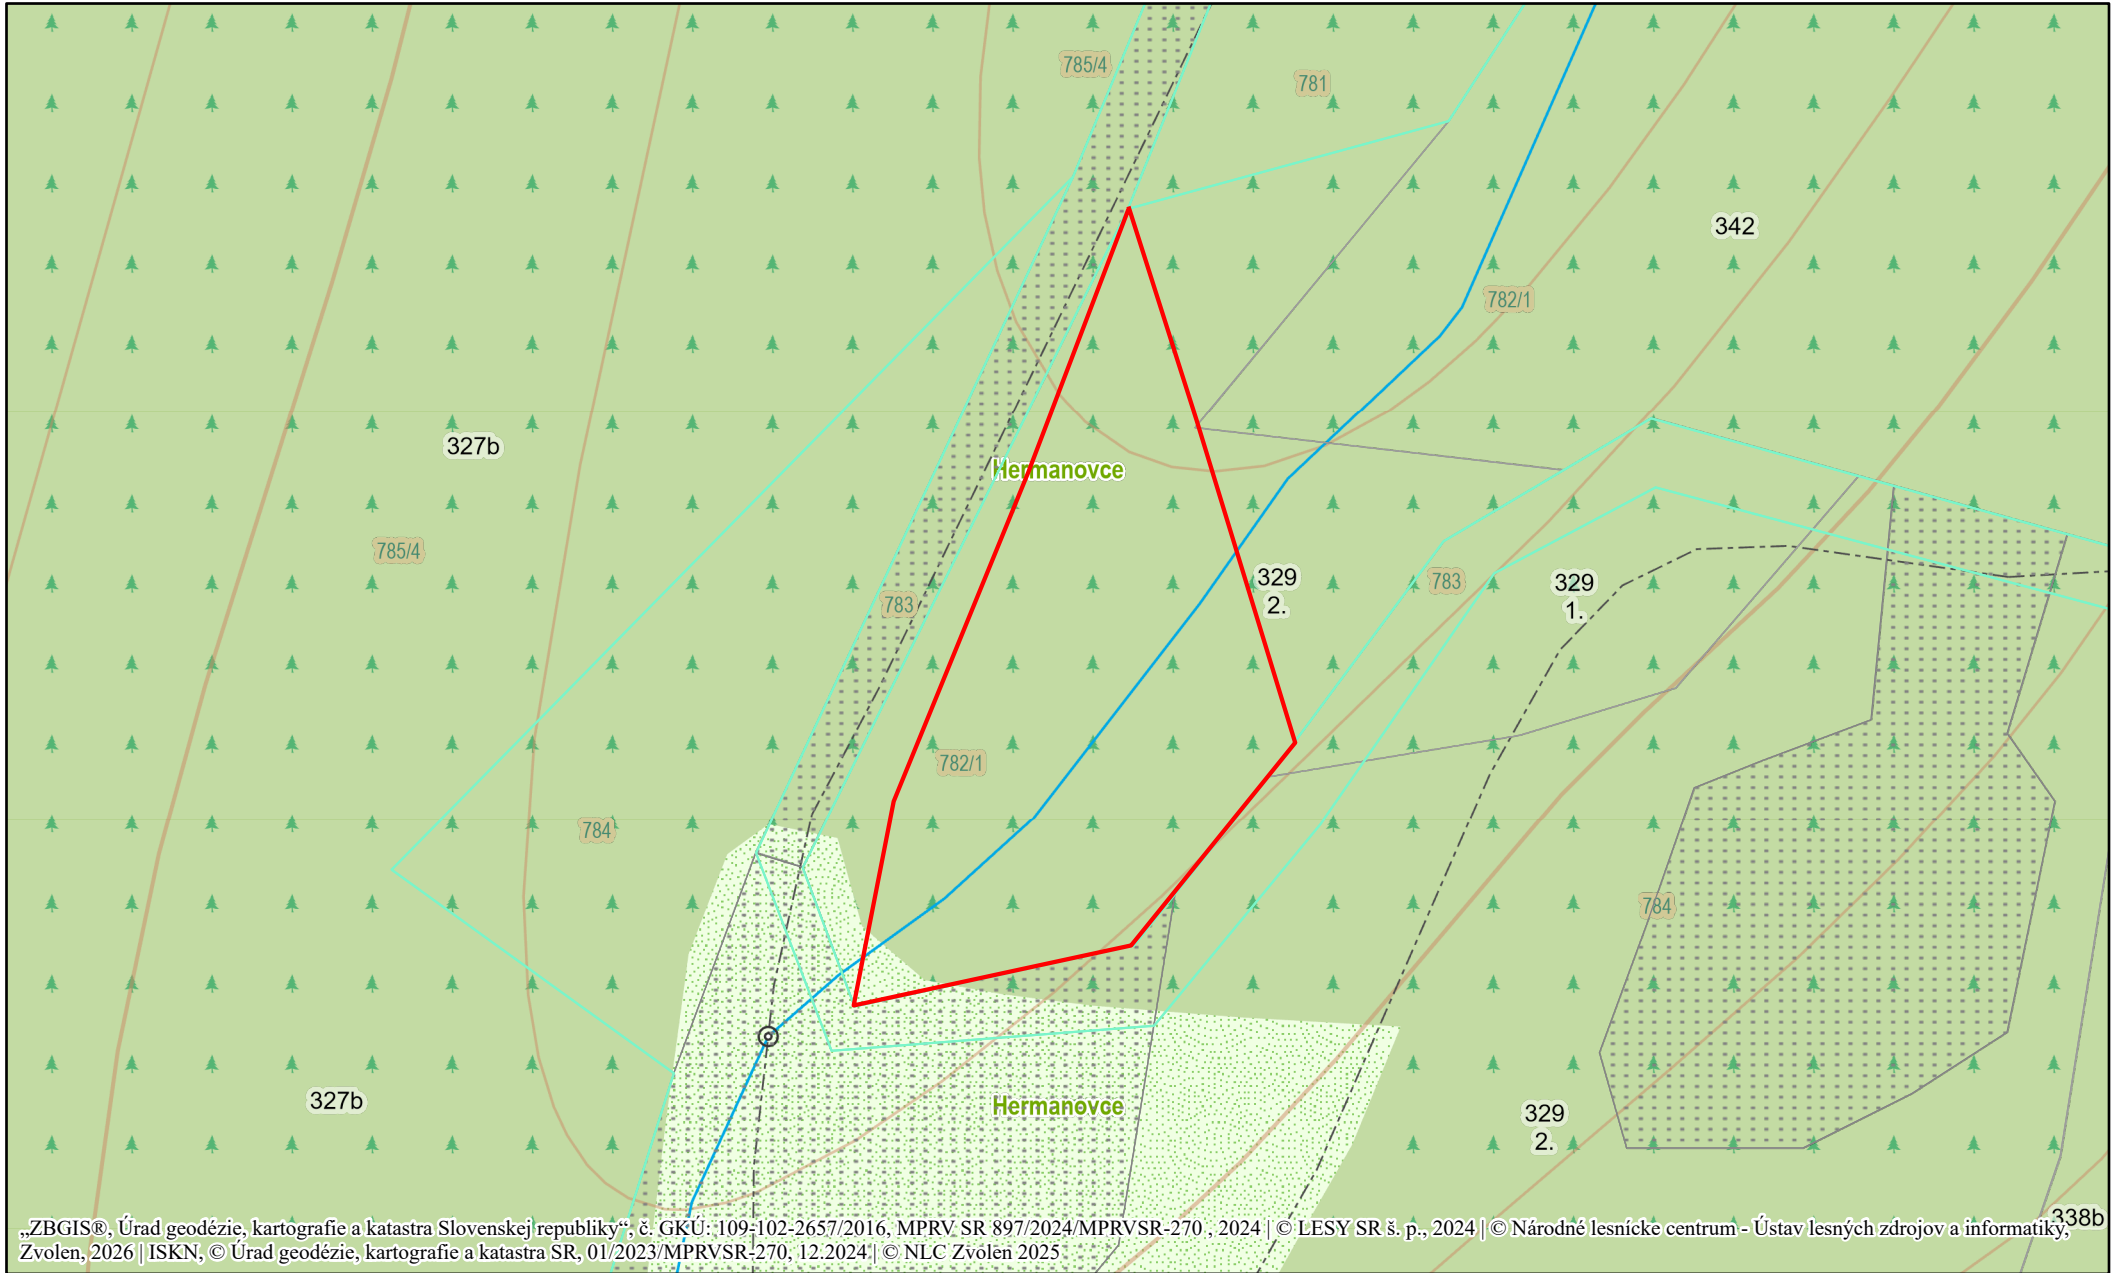 785/4
781
342
782/1
327b
Hermanovce
785/4
329
2.
783
329
1.
783
782/1
784
784
327b
Hermanovce
329
2.
338b
„ZBGIS®, Úrad geodézie, kartografie a katastra Slovenskej republiky“, č. GKÚ: 109-102-2657/2016, MPRV SR 897/2024/MPRVSR-270 , 2024 | © LESY SR š. p., 2024 | © Národné lesnícke centrum - Ústav lesných zdrojov a informatiky,
Zvolen, 2026 | ISKN, © Úrad geodézie, kartografie a katastra SR, 01/2023/MPRVSR-270, 12.2024 | © NLC Zvolen 2025